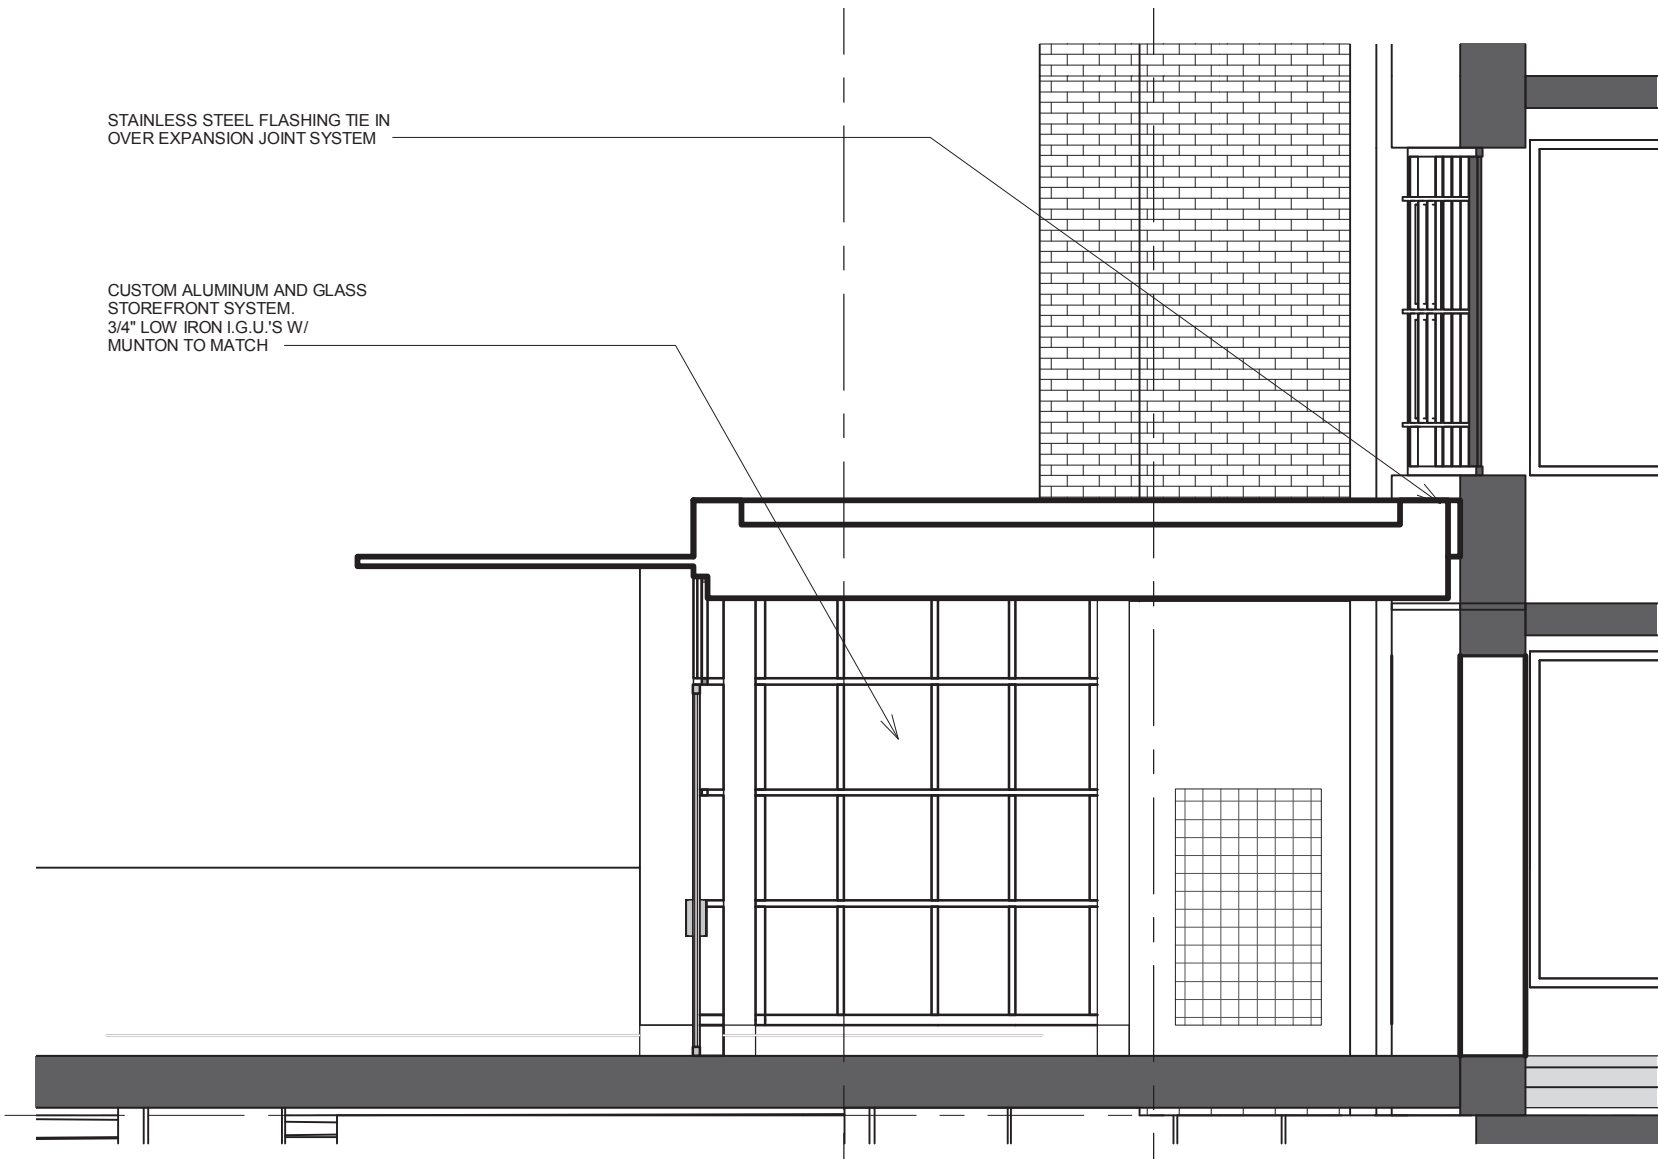 STAINLESS STEEL FLASHING TIE IN
OVER EXPANSION JOINT SYSTEM
CUSTOM ALUMINUM AND GLASS
STOREFRONT SYSTEM.
3/4" LOW IRON I.G.U.'S W/
MUNTON TO MATCH